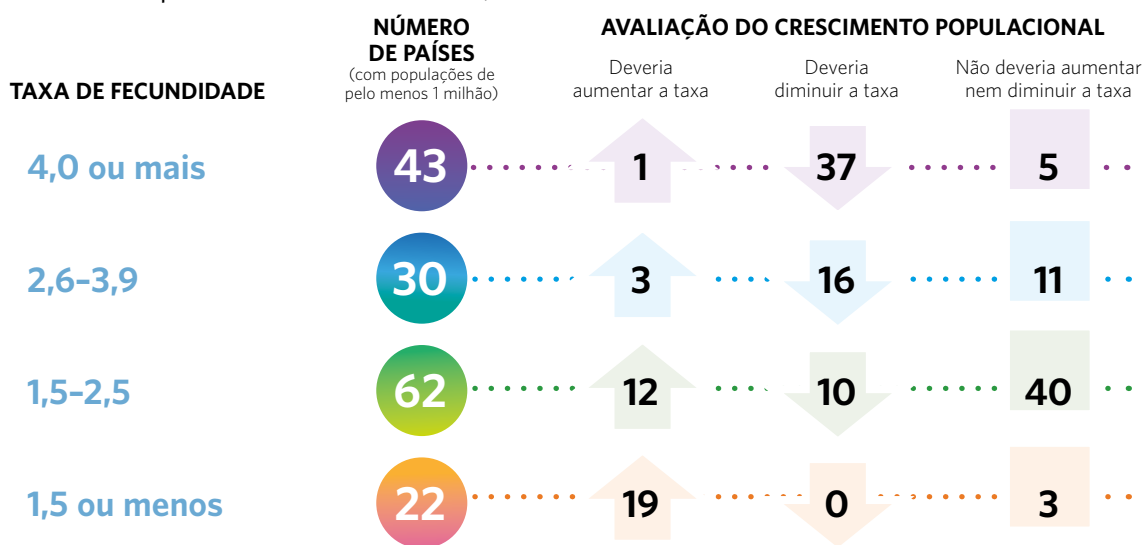 NÚMERO
DE PAÍSES
(com populações de
pelo menos 1 milhão)
AVALIAÇÃO DO CRESCIMENTO POPULACIONAL
TAXA DE FECUNDIDADE
Deveria
aumentar a taxa
Deveria
diminuir a taxa
Não deveria aumentar
nem diminuir a taxa
4,0 ou mais 43 1 37 5
2,6–3,9 30 3 16 11
1,5–2,5 62 12 10 40
1,5 ou menos 22 19 0 3